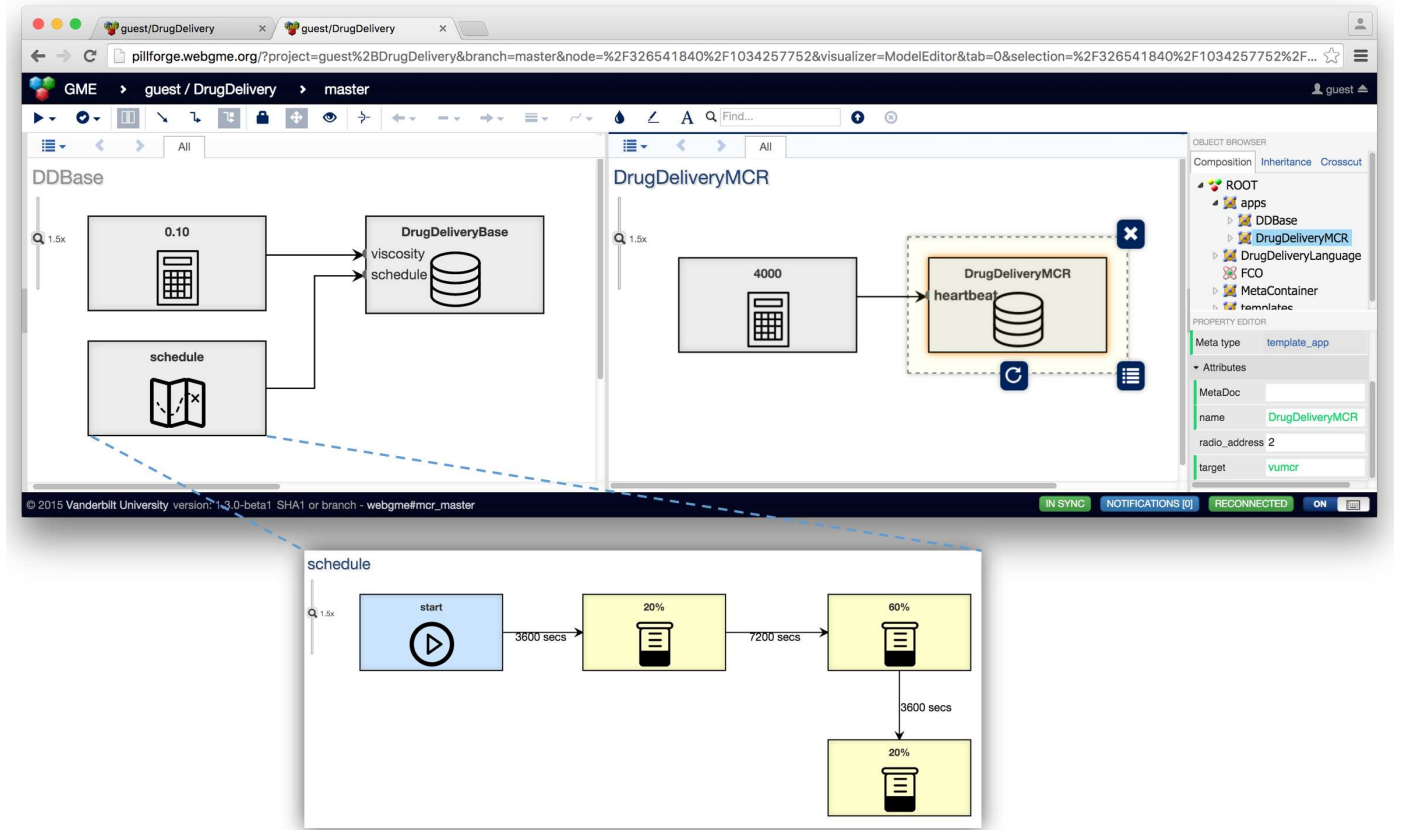 guest/DrugDelivery × guest/DrugDelivery ×
pillforge.webgme.org/?project=guest%2BDrugDelivery&branch=master&node=%2F326541840%2F1034257752&visualizer=ModelEditor&tab=0&selection=%2F326541840%2F1034257752%2F...
GME › guest / DrugDelivery › master
guest
A Find...
All
All
OBJECT BROWSER
Composition Inheritance Crosscut
ROOT
apps
DDBase
DrugDeliveryMCR
DrugDeliveryLanguage
FCO
MetaContainer
templates
PROPERTY EDITOR
Meta type template_app
Attributes
MetaDoc
name DrugDeliveryMCR
radio_address 2
target vumcr
DDBase
1.5x
0.10
DrugDeliveryBase
viscosity
schedule
schedule
DrugDeliveryMCR
1.5x
4000
DrugDeliveryMCR
heartbeat
© 2015 Vanderbilt University version: 1.3.0-beta1 SHA1 or branch - webgme#mcr_master
IN SYNC NOTIFICATIONS [0] RECONNECTED ON
schedule
1.5x
start
3600 secs
20%
7200 secs
60%
3600 secs
20%